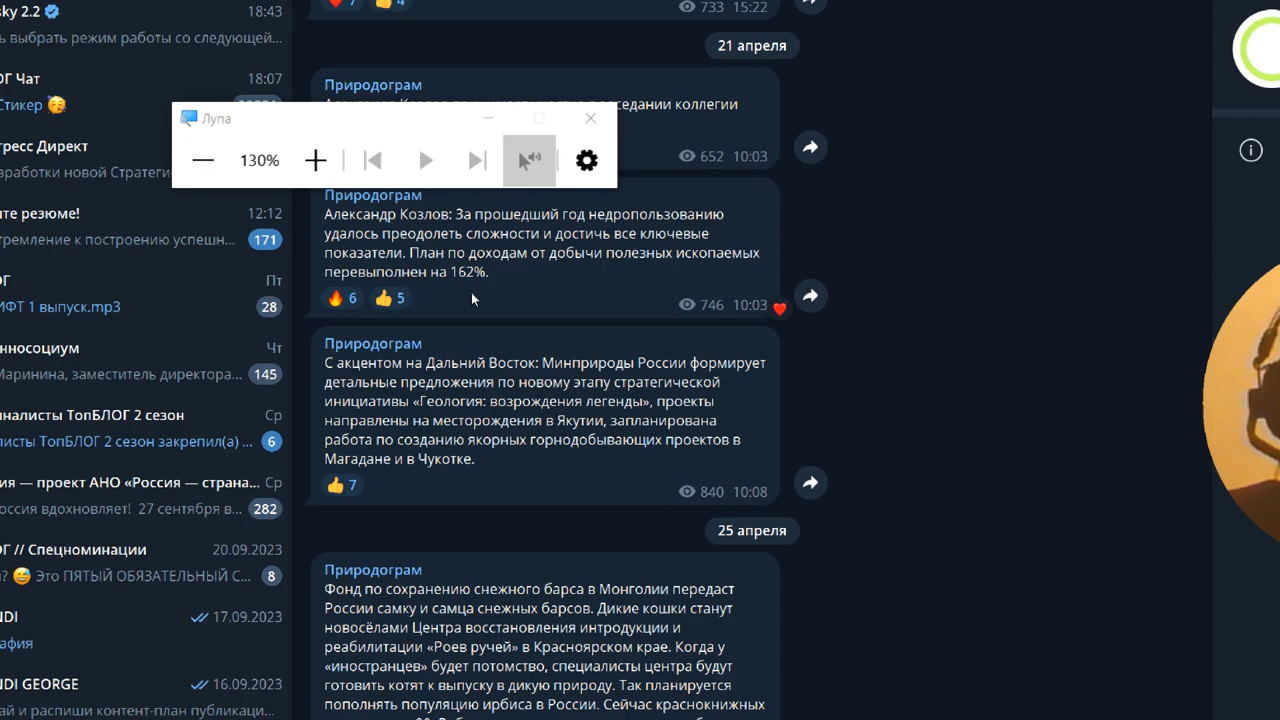 sky 2.2 18:43
ь выбрать режим работы со следующей...
ОГ Чат 18:07
Стикер 🥳
гресс Директ
заработки новой Стратеги
те резюме! 12:12
тремление к построению успешн... 171
ОГ Пт
ИФТ 1 выпуск.mp3 28
нносоциум Чт
Маринина, заместитель директора... 145
иналисты ТопБЛОГ 2 сезон Ср
листы ТопБЛОГ 2 сезон закрепил(а) ... 6
ия — проект АНО «Россия — страна... Ср
оссия вдохновляет! 27 сентября в... 282
ОГ // Спецноминации 20.09.2023
и? 😅 Это ПЯТЫЙ ОБЯЗАТЕЛЬНЫЙ С... 8
NDI 17.09.2023
рафия
NDI GEORGE 16.09.2023
ай и распиши контент-план публикаци...
Лупа
130%
❤ 7 👍 4 733 15:22
21 апреля
Природограм
седании коллегии
652 10:03
Природограм
Александр Козлов: За прошедший год недропользованию
удалось преодолеть сложности и достичь все ключевые
показатели. План по доходам от добычи полезных ископаемых
перевыполнен на 162%.
🔥 6 👍 5 746 10:03
Природограм
С акцентом на Дальний Восток: Минприроды России формирует
детальные предложения по новому этапу стратегической
инициативы «Геология: возрождения легенды», проекты
направлены на месторождения в Якутии, запланирована
работа по созданию якорных горнодобывающих проектов в
Магадане и в Чукотке.
👍 7 840 10:08
25 апреля
Природограм
Фонд по сохранению снежного барса в Монголии передаст
России самку и самца снежных барсов. Дикие кошки станут
новосёлами Центра восстановления интродукции и
реабилитации «Роев ручей» в Красноярском крае. Когда у
«иностранцев» будет потомство, специалисты центра будут
готовить котят к выпуску в дикую природу. Так планируется
пополнять популяцию ирбиса в России. Сейчас краснокнижных